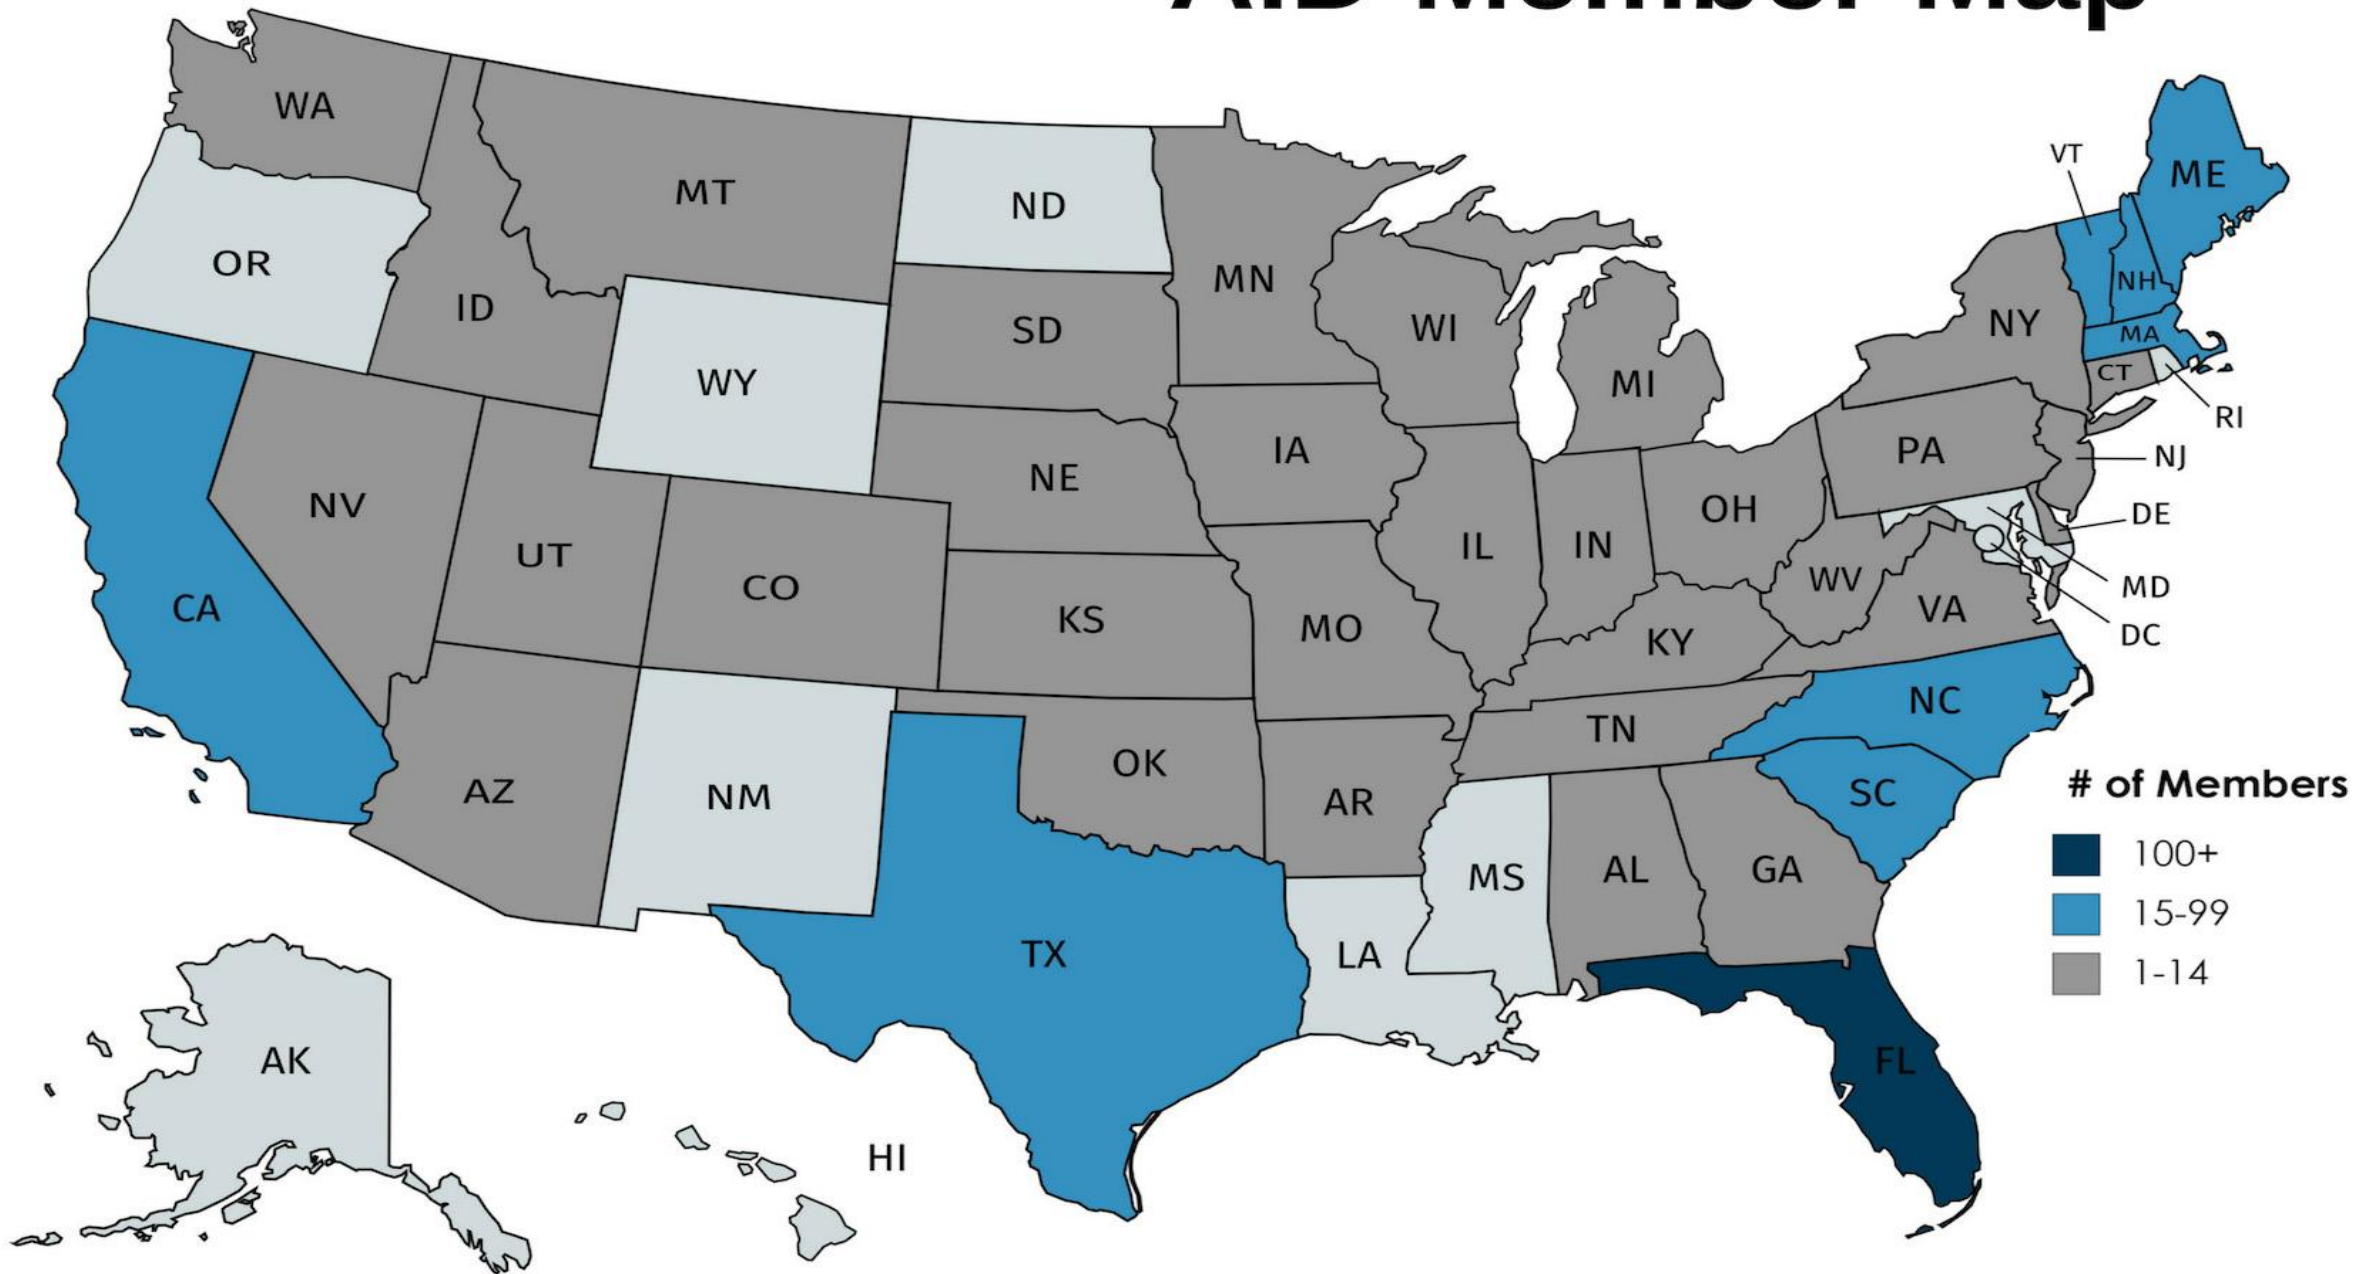 AID Member Map
WA
MT
ND
OR
ID
MN
SD
WI
WY
MI
NY
VT
ME
NH
MA
CT
RI
IA
NE
PA
NJ
NV
UT
CO
IL
IN
OH
DE
MD
DC
CA
KS
MO
WV
VA
KY
NC
TN
AZ
NM
OK
AR
SC
MS
AL
GA
TX
LA
FL
AK
HI
# of Members
100+
15-99
1-14